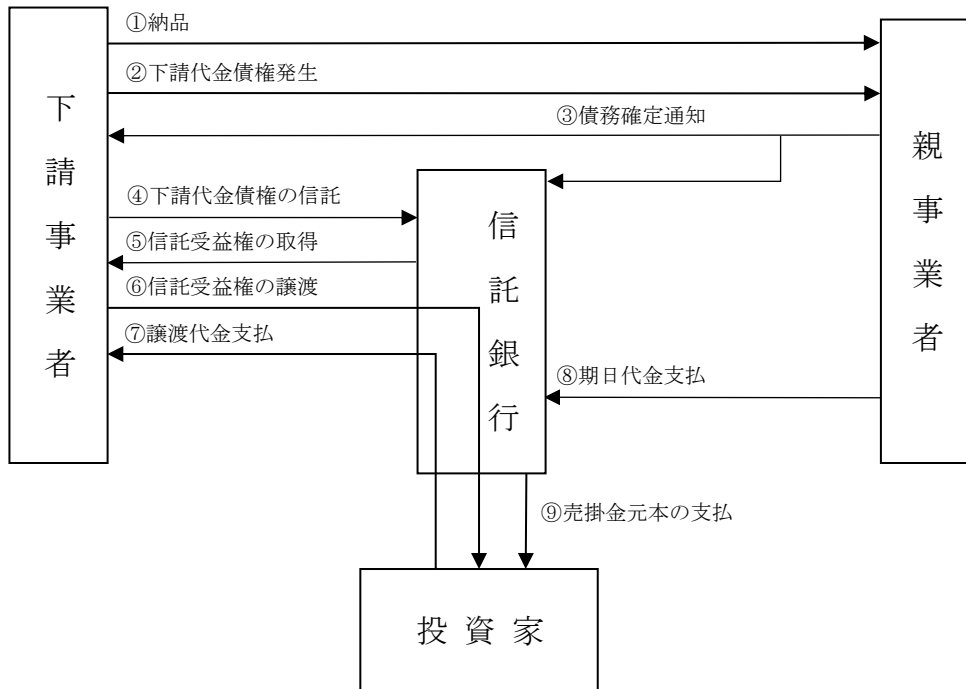 ①納品
②下請代金債権発生
③債務確定通知
下請事業者
親事業者
④下請代金債権の信託
信託銀行
⑤信託受益権の取得
⑥信託受益権の譲渡
⑦譲渡代金支払
⑧期日代金支払
⑨売掛金元本の支払
投資家